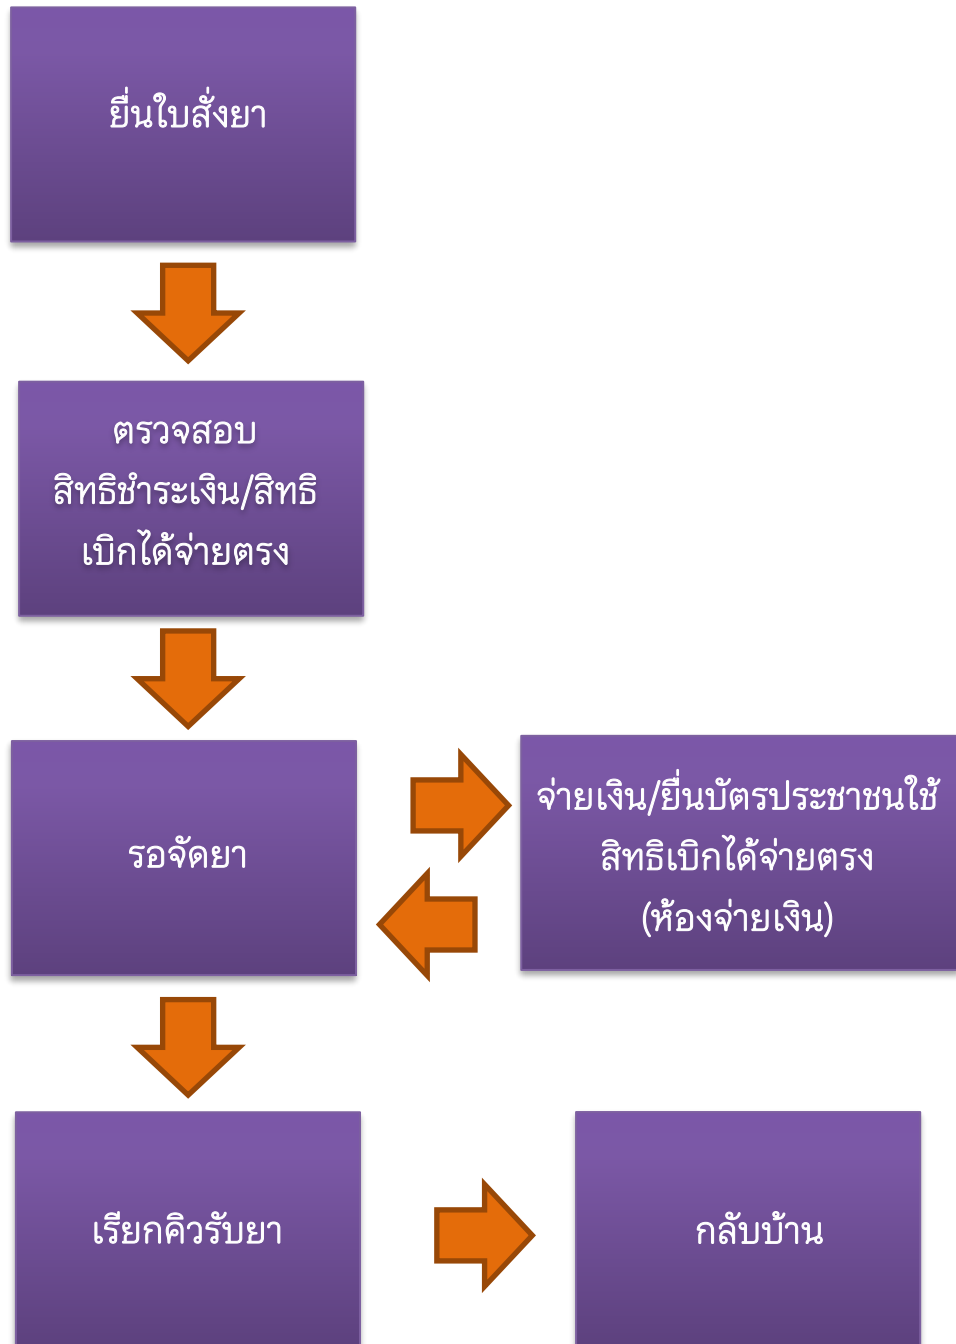 ยื่นใบสั่งยา
ตรวจสอบ
สิทธิชำระเงิน/สิทธิ
เบิกได้จ่ายตรง
รอจัดยา
จ่ายเงิน/ยื่นบัตรประชาชนใช้
สิทธิเบิกได้จ่ายตรง
(ห้องจ่ายเงิน)
เรียกคิวรับยา
กลับบ้าน